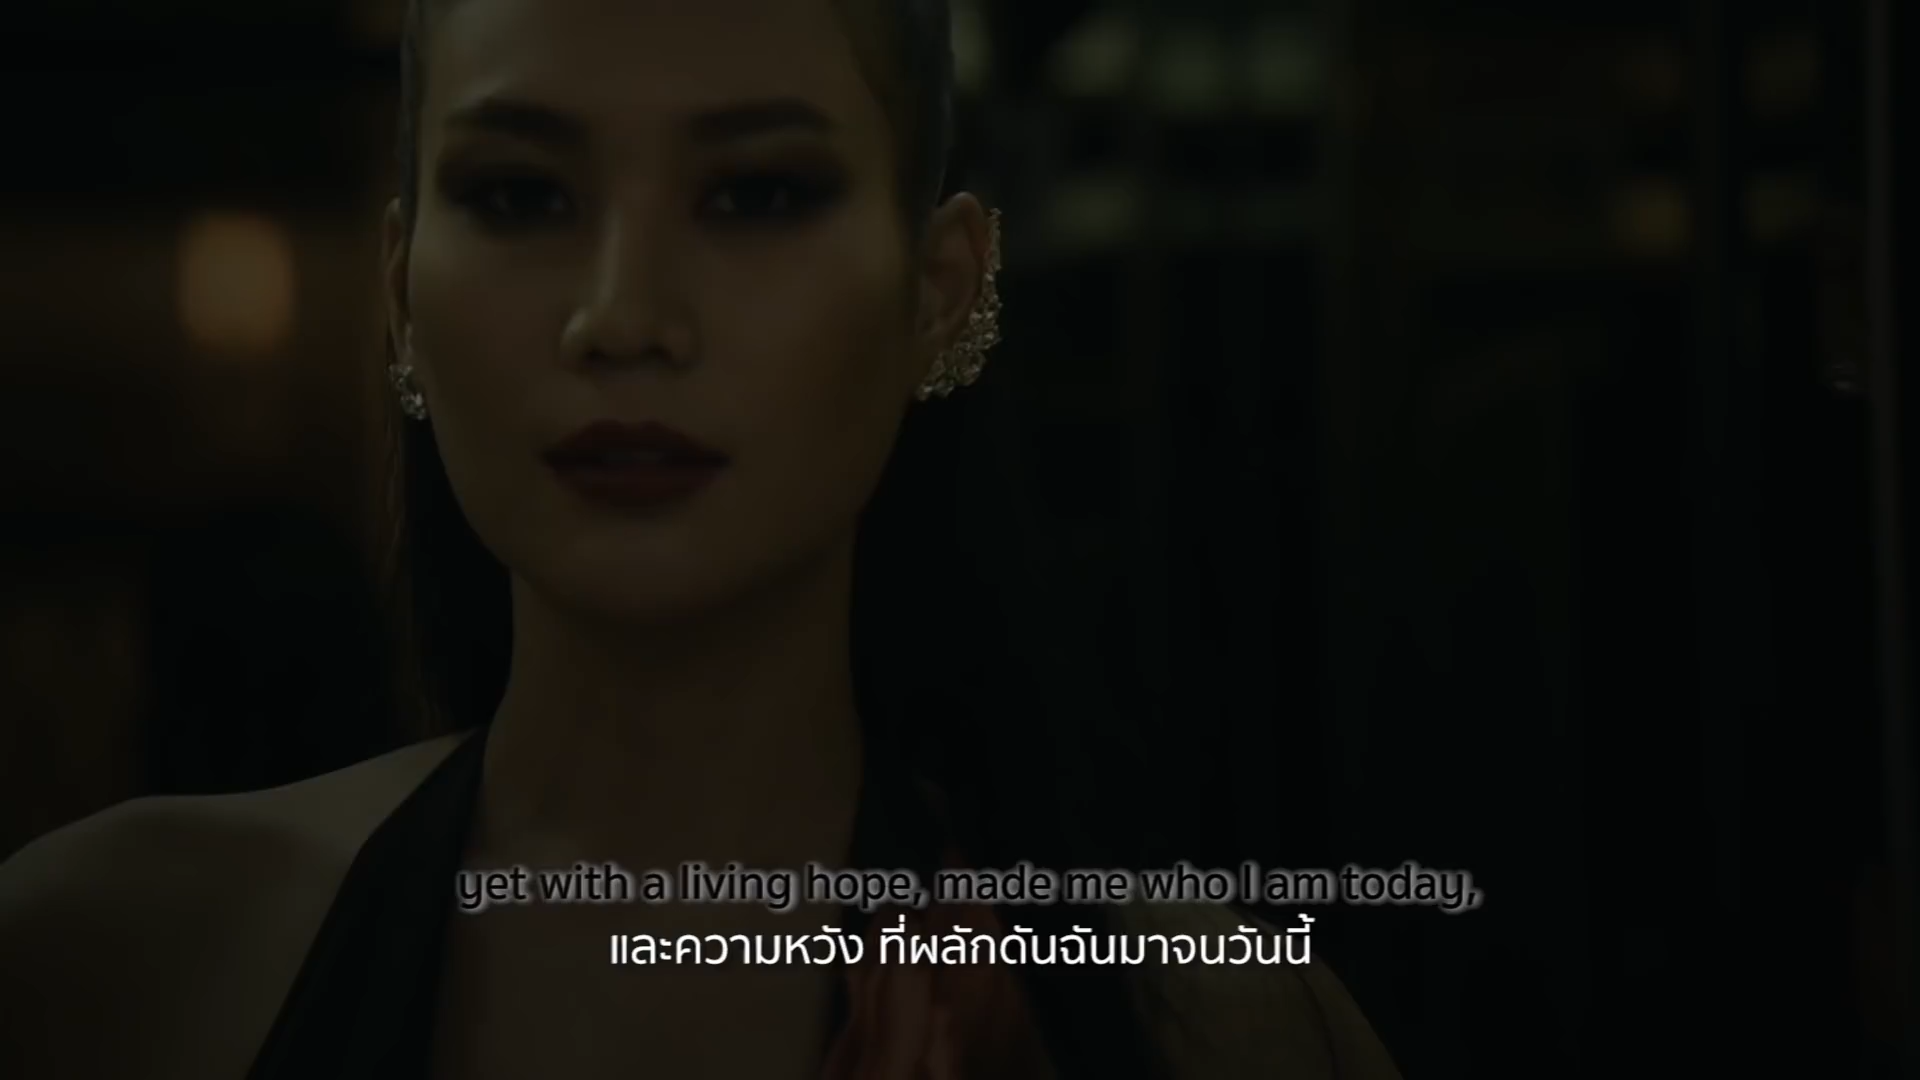 yet with a living hope, made me who I am today,
และความหวัง ที่ผลักดันฉันมาจนวันนี้